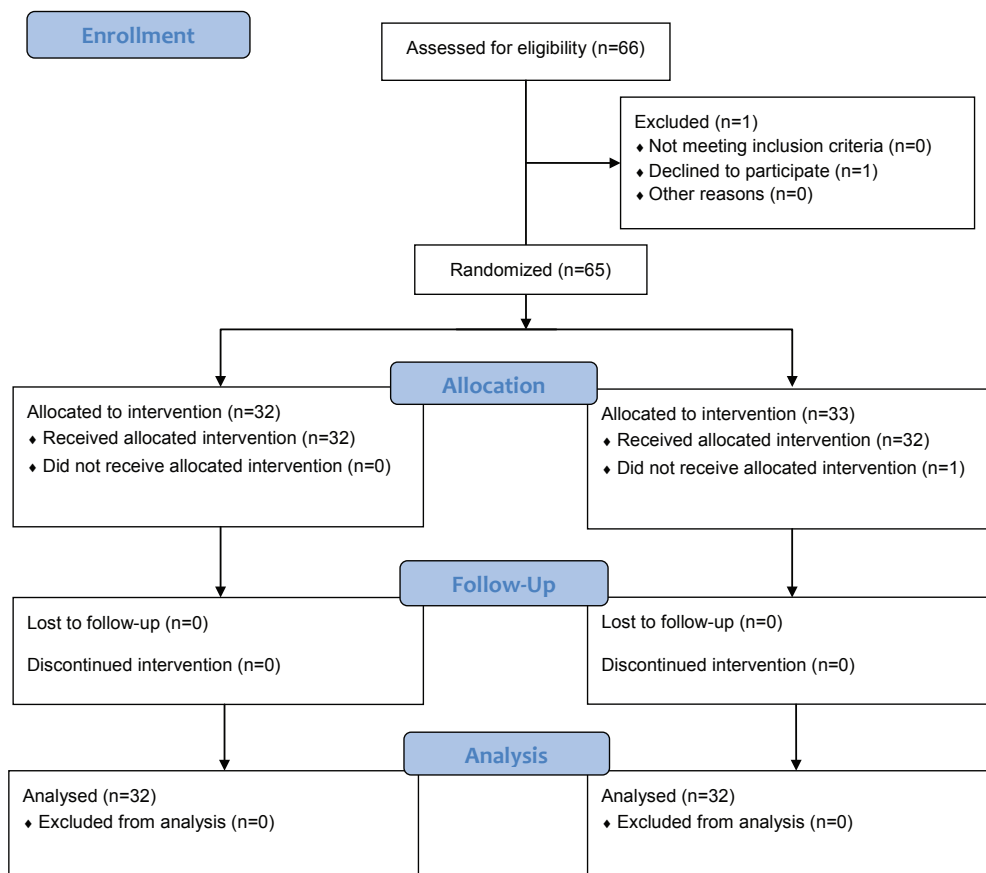 Enrollment
Assessed for eligibility (n=66)
Excluded (n=1)
♦ Not meeting inclusion criteria (n=0)
♦ Declined to participate (n=1)
♦ Other reasons (n=0)
Randomized (n=65)
Allocation
Allocated to intervention (n=32)
♦ Received allocated intervention (n=32)
♦ Did not receive allocated intervention (n=0)
Allocated to intervention (n=33)
♦ Received allocated intervention (n=32)
♦ Did not receive allocated intervention (n=1)
Follow-Up
Lost to follow-up (n=0)
Discontinued intervention (n=0)
Lost to follow-up (n=0)
Discontinued intervention (n=0)
Analysis
Analysed (n=32)
♦ Excluded from analysis (n=0)
Analysed (n=32)
♦ Excluded from analysis (n=0)